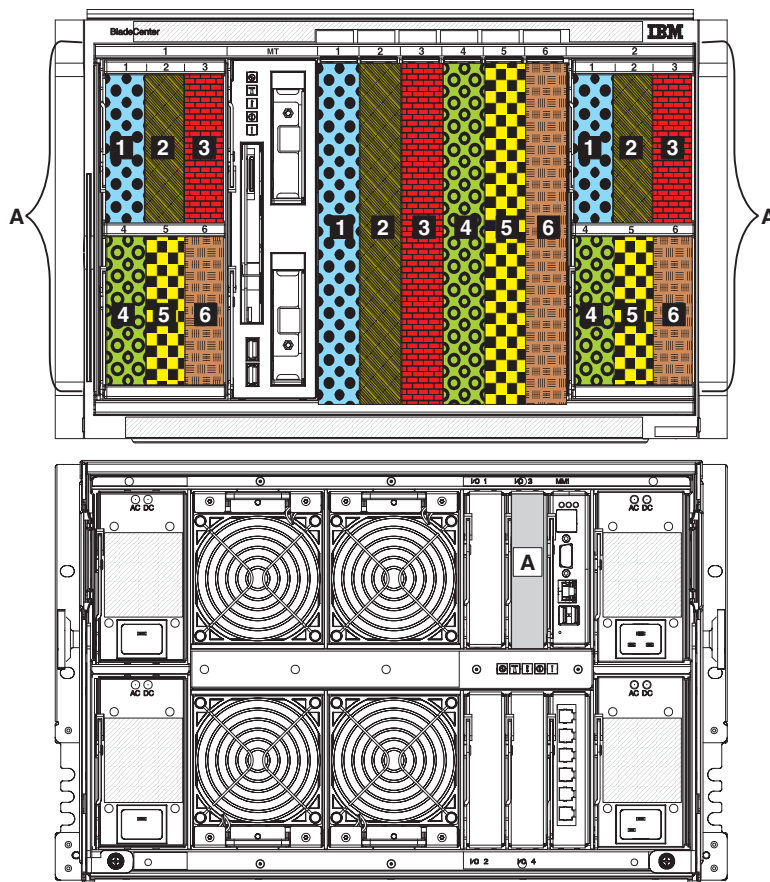 BladeCenter IBM
1 MT 1 2 3 4 5 6 2
1 2 3 1 2 3
1 2 3 1 2 3
A 1 2 3 4 5 6 A
4 5 6 4 5 6
4 5 6 4 5 6
I/O 1 I/O 3 MM1
AC DC AC DC
A
AC DC AC DC
I/O 2 I/O 4